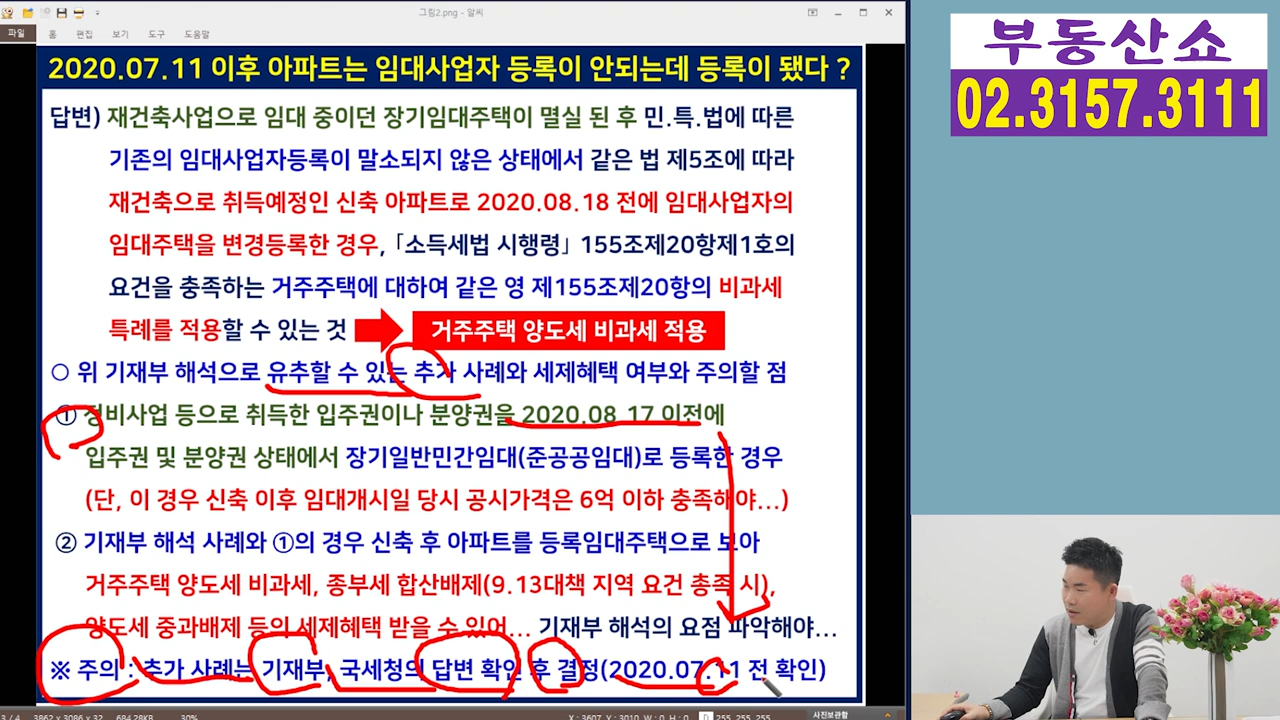 그림2.png - 알씨
파일 홈 편집 보기 도구 도움말
2020.07.11 이후 아파트는 임대사업자 등록이 안되는데 등록이 됐다 ?
답변) 재건축사업으로 임대 중이던 장기임대주택이 멸실 된 후 민.특.법에 따른
기존의 임대사업자등록이 말소되지 않은 상태에서 같은 법 제5조에 따라
재건축으로 취득예정인 신축 아파트로 2020.08.18 전에 임대사업자의
임대주택을 변경등록한 경우, 「소득세법 시행령」 155조제20항제1호의
요건을 충족하는 거주주택에 대하여 같은 영 제155조제20항의 비과세
특례를 적용할 수 있는 것 거주주택 양도세 비과세 적용
○ 위 기재부 해석으로 유추할 수 있는 추가 사례와 세제혜택 여부와 주의할 점
① 정비사업 등으로 취득한 입주권이나 분양권을 2020.08.17 이전에
입주권 및 분양권 상태에서 장기일반민간임대(준공공임대)로 등록한 경우
(단, 이 경우 신축 이후 임대개시일 당시 공시가격은 6억 이하 충족해야...)
② 기재부 해석 사례와 ①의 경우 신축 후 아파트를 등록임대주택으로 보아
거주주택 양도세 비과세, 종부세 합산배제(9.13대책 지역 요건 충족 시),
양도세 중과배제 등의 세제혜택 받을 수 있어... 기재부 해석의 요점 파악해야...
※ 주의 : 추가 사례는 기재부, 국세청의 답변 확인 후 결정(2020.07.11 전 확인)
3 / 4 3862 x 3086 x 32 684.28KB 30% X : 3607, Y : 3010, W : 0, H : 0 255, 255, 255 사진보관함
부동산쇼
02.3157.3111